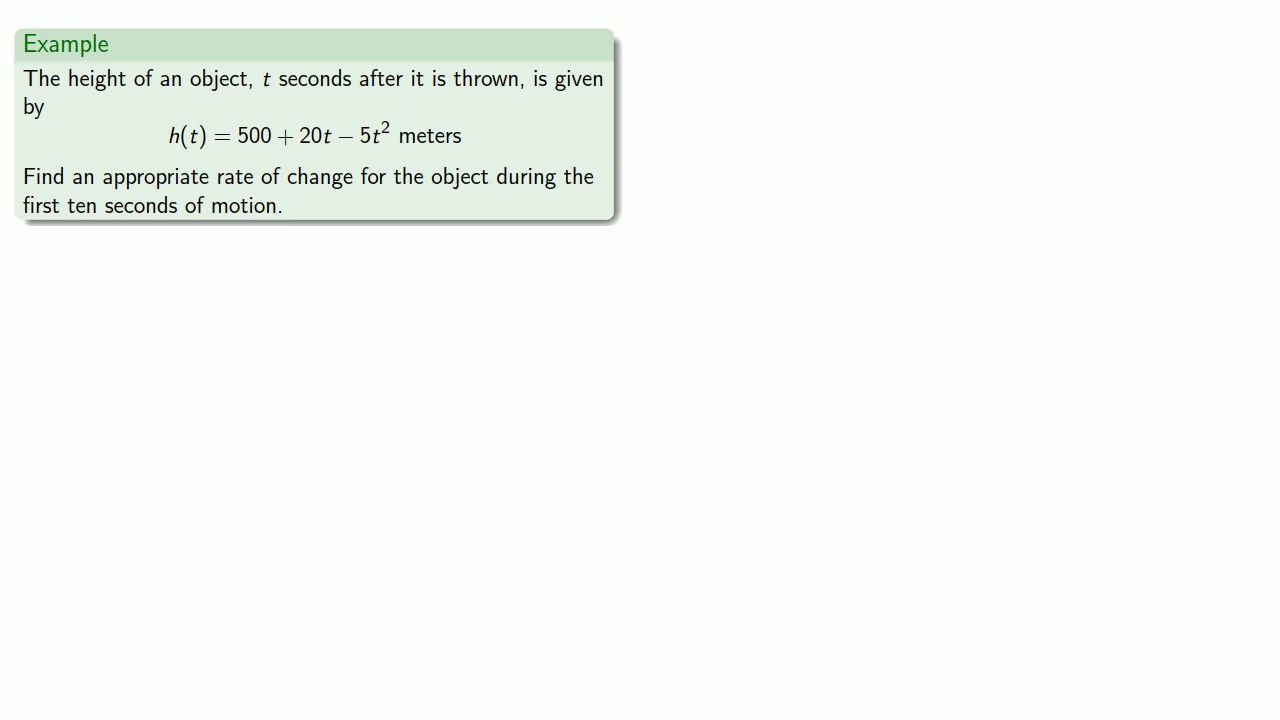 Example
The height of an object, t seconds after it is thrown, is given
by
h(t) = 500 + 20t − 5t² meters
Find an appropriate rate of change for the object during the
first ten seconds of motion.